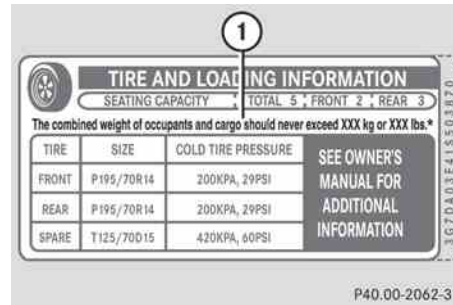 1
TIRE AND LOADING INFORMATION
SEATING CAPACITY TOTAL 5 FRONT 2 REAR 3
The combined weight of occupants and cargo should never exceed XXX kg or XXX lbs.*
TIRE SIZE COLD TIRE PRESSURE
FRONT P195/70R14 200KPA, 29PSI
REAR P195/70R14 200KPA, 29PSI
SPARE T125/70D15 420KPA, 60PSI
SEE OWNER'S
MANUAL FOR
ADDITIONAL
INFORMATION
3G7DA03E41S503870
P40.00-2062-3